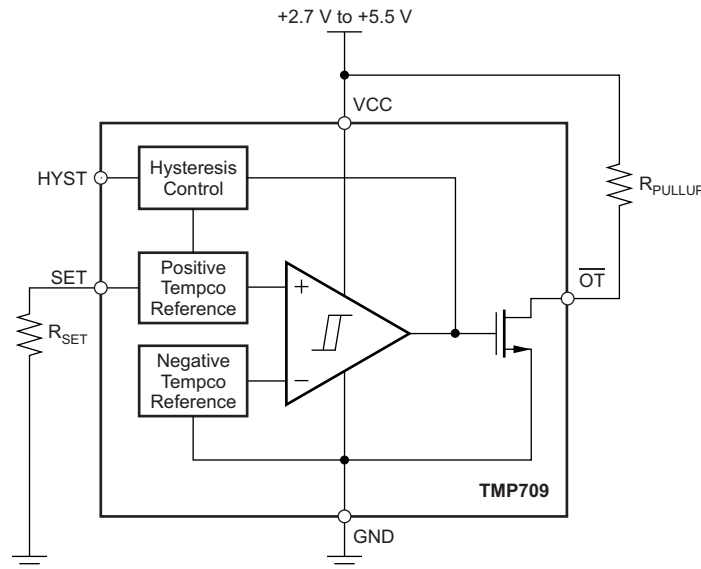 +2.7 V to +5.5 V
VCC
HYST
Hysteresis
Control
R_PULLUP
SET
Positive
Tempco
Reference
+
OT
R_SET
Negative
Tempco
Reference
−
TMP709
GND